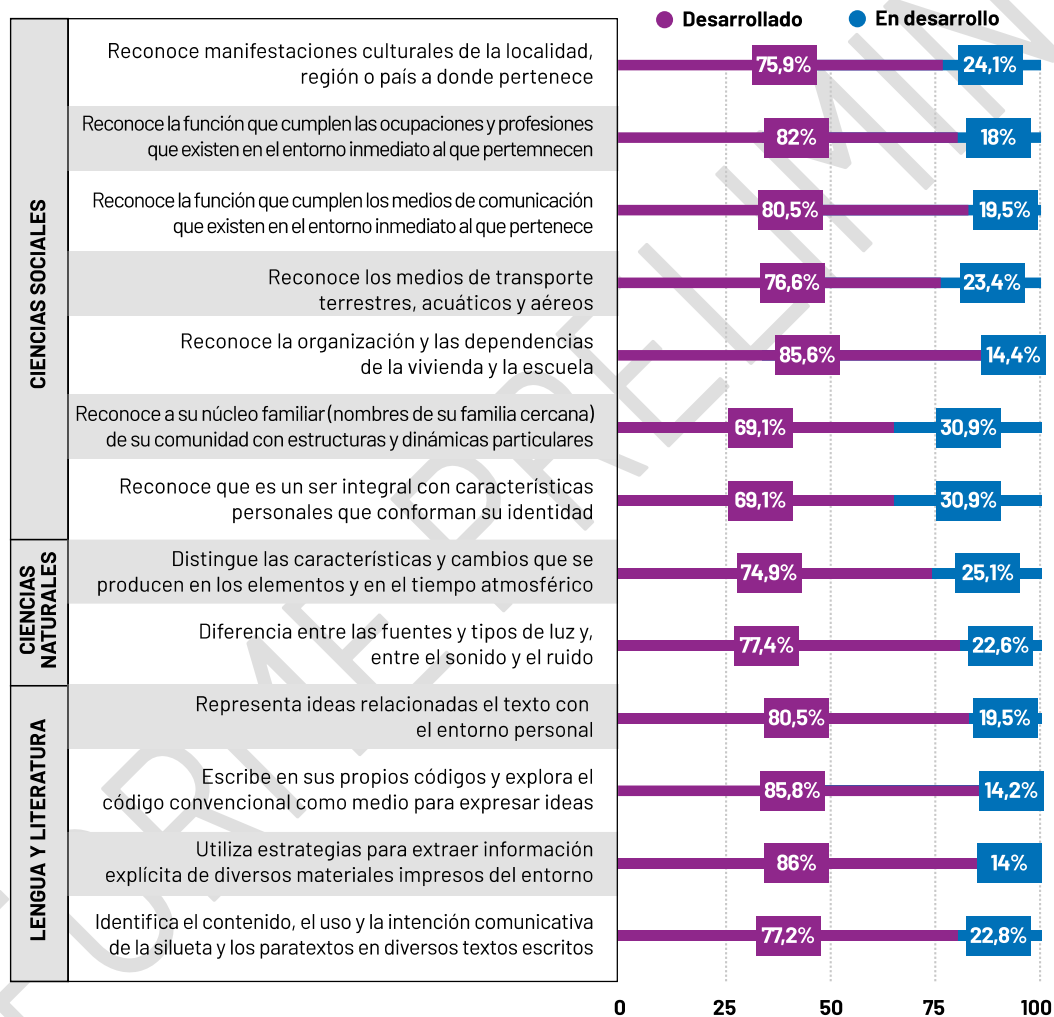 Desarrollado
En desarrollo
CIENCIAS SOCIALES
Reconoce manifestaciones culturales de la localidad,
región o país a donde pertenece
75,9%
24,1%
Reconoce la función que cumplen las ocupaciones y profesiones
que existen en el entorno inmediato al que pertemnecen
82%
18%
Reconoce la función que cumplen los medios de comunicación
que existen en el entorno inmediato al que pertenece
80,5%
19,5%
Reconoce los medios de transporte
terrestres, acuáticos y aéreos
76,6%
23,4%
Reconoce la organización y las dependencias
de la vivienda y la escuela
85,6%
14,4%
Reconoce a su núcleo familiar (nombres de su familia cercana)
de su comunidad con estructuras y dinámicas particulares
69,1%
30,9%
Reconoce que es un ser integral con características
personales que conforman su identidad
69,1%
30,9%
CIENCIAS
NATURALES
Distingue las características y cambios que se
producen en los elementos y en el tiempo atmosférico
74,9%
25,1%
Diferencia entre las fuentes y tipos de luz y,
entre el sonido y el ruido
77,4%
22,6%
LENGUA Y LITERATURA
Representa ideas relacionadas el texto con
el entorno personal
80,5%
19,5%
Escribe en sus propios códigos y explora el
código convencional como medio para expresar ideas
85,8%
14,2%
Utiliza estrategias para extraer información
explícita de diversos materiales impresos del entorno
86%
14%
Identifica el contenido, el uso y la intención comunicativa
de la silueta y los paratextos en diversos textos escritos
77,2%
22,8%
0 25 50 75 100